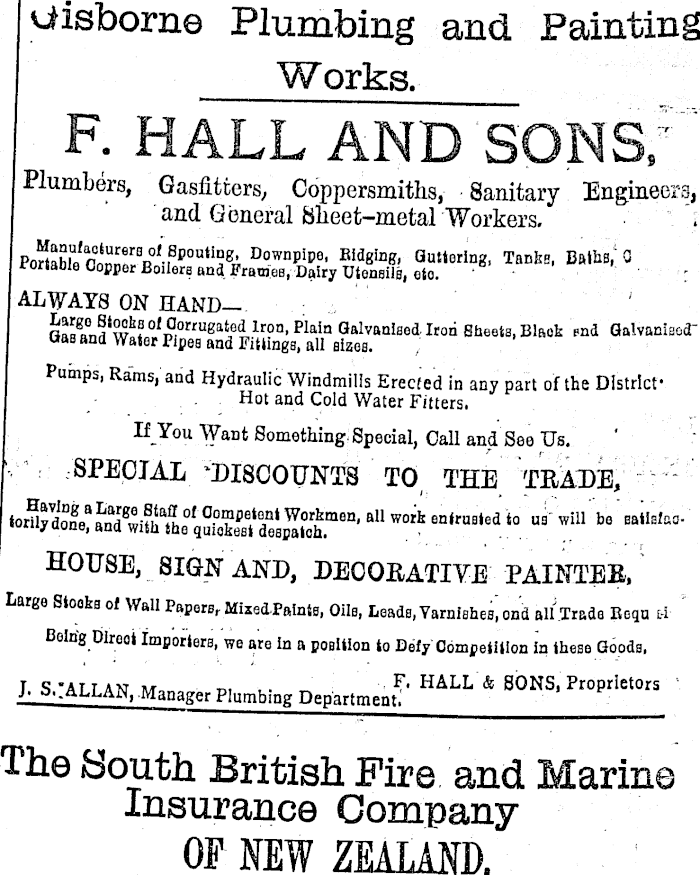 Gisborne Plumbing and Painting
Works.
F. HALL AND SONS,
Plumbers, Gasfitters, Coppersmiths, Sanitary Engineers,
and General Sheet-metal Workers.
Manufacturers of Spouting, Downpipe, Ridging, Guttering, Tanks, Baths,
Portable Copper Boilers and Frames, Dairy Utensils, etc.
ALWAYS ON HAND—
Large Stocks of Corrugated Iron, Plain Galvanised Iron Sheets, Black and Galvanised
Gas and Water Pipes and Fittings, all sizes.
Pumps, Rams, and Hydraulic Windmills Erected in any part of the District.
Hot and Cold Water Fitters.
If You Want Something Special, Call and See Us.
SPECIAL DISCOUNTS TO THE TRADE,
Having a Large Staff of Competent Workmen, all work entrusted to us will be satisfac-
torily done, and with the quickest despatch.
HOUSE, SIGN AND, DECORATIVE PAINTER,
Large Stocks of Wall Papers, Mixed Paints, Oils, Leads, Varnishes, ond all Trade
Being Direct Importers, we are in a position to Defy Competition in these Goods.
F. HALL & SONS, Proprietors
J. S. ALLAN, Manager Plumbing Department.
The South British Fire and Marine
Insurance Company
OF NEW ZEALAND.